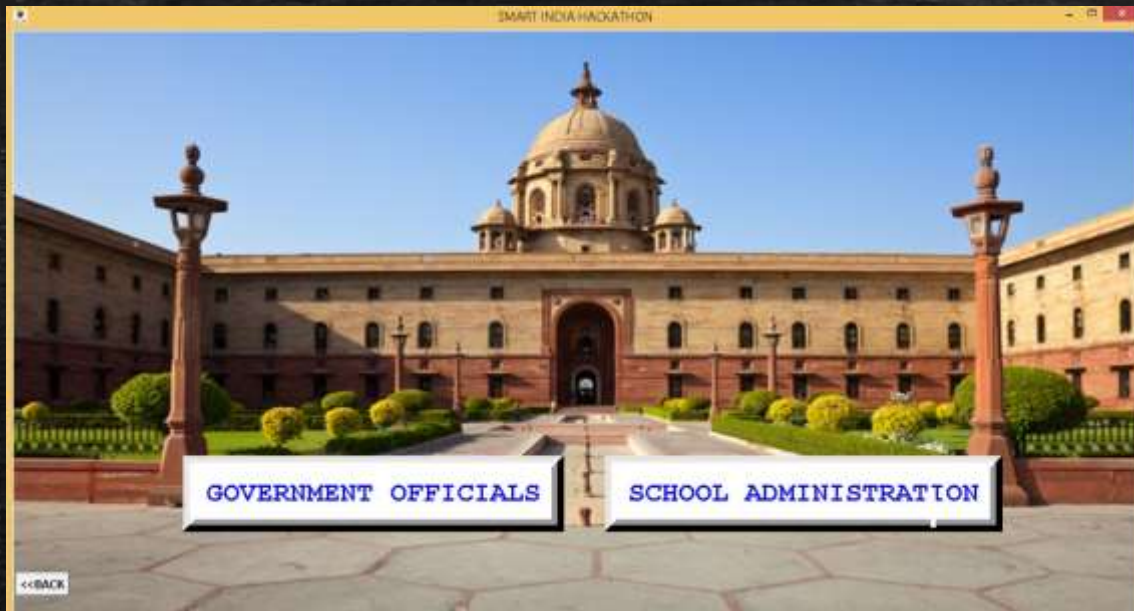 SMART INDIA HACKATHON
GOVERNMENT OFFICIALS
SCHOOL ADMINISTRATION
<<BACK